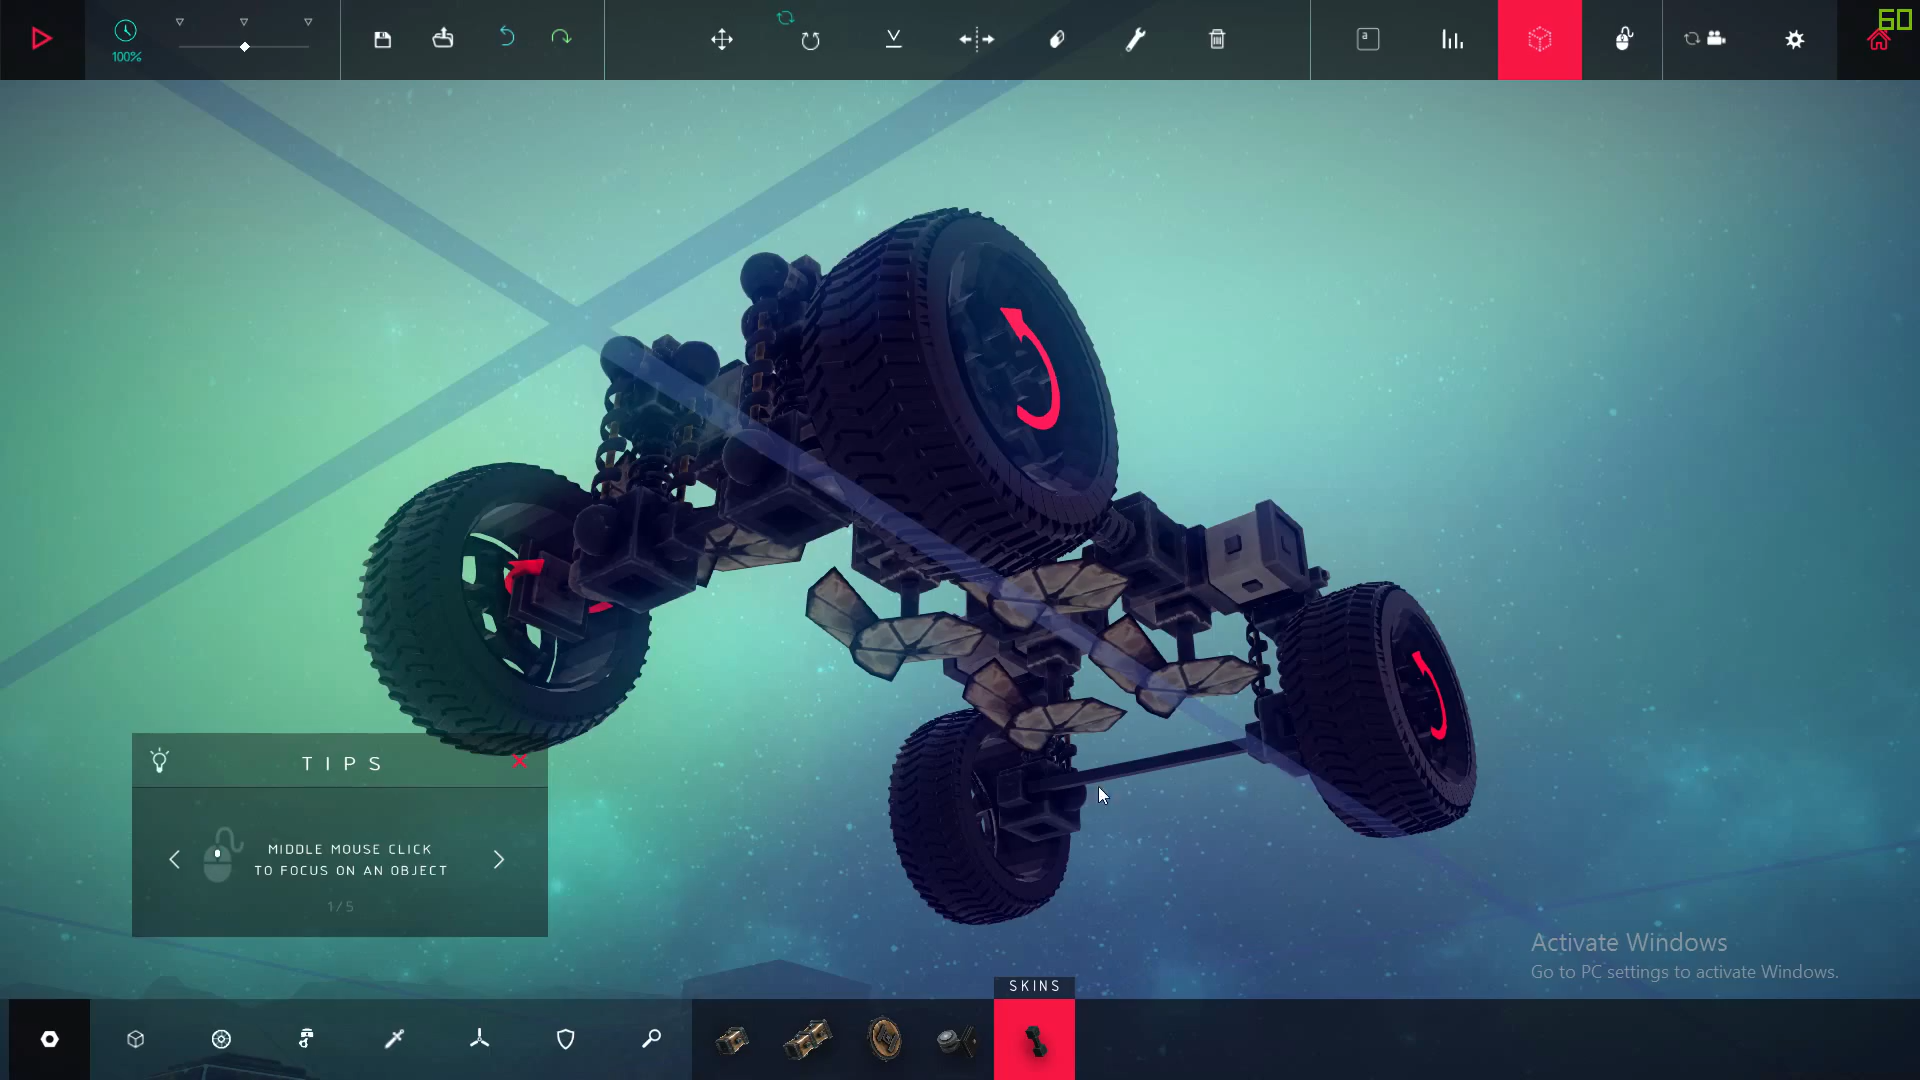 60
100%
a
TIPS
MIDDLE MOUSE CLICK
TO FOCUS ON AN OBJECT
1/5
Activate Windows
Go to PC settings to activate Windows.
SKINS